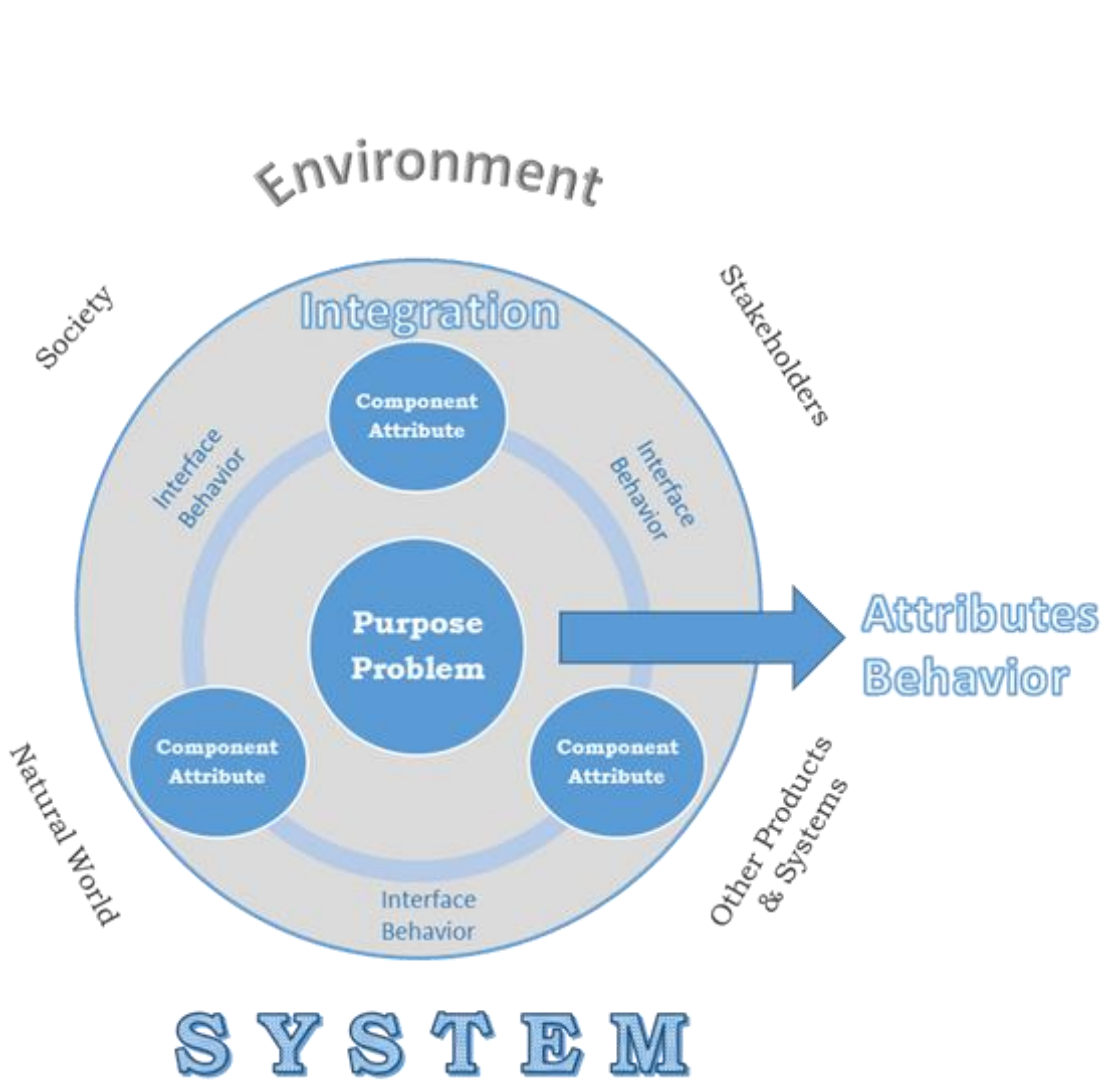 Environment
Society
Stakeholders
Integration
Component
Attribute
Interface
Behavior
Interface
Behavior
Purpose
Problem
Attributes
Behavior
Component
Attribute
Component
Attribute
Natural World
Other Products
& Systems
Interface
Behavior
SYSTEM